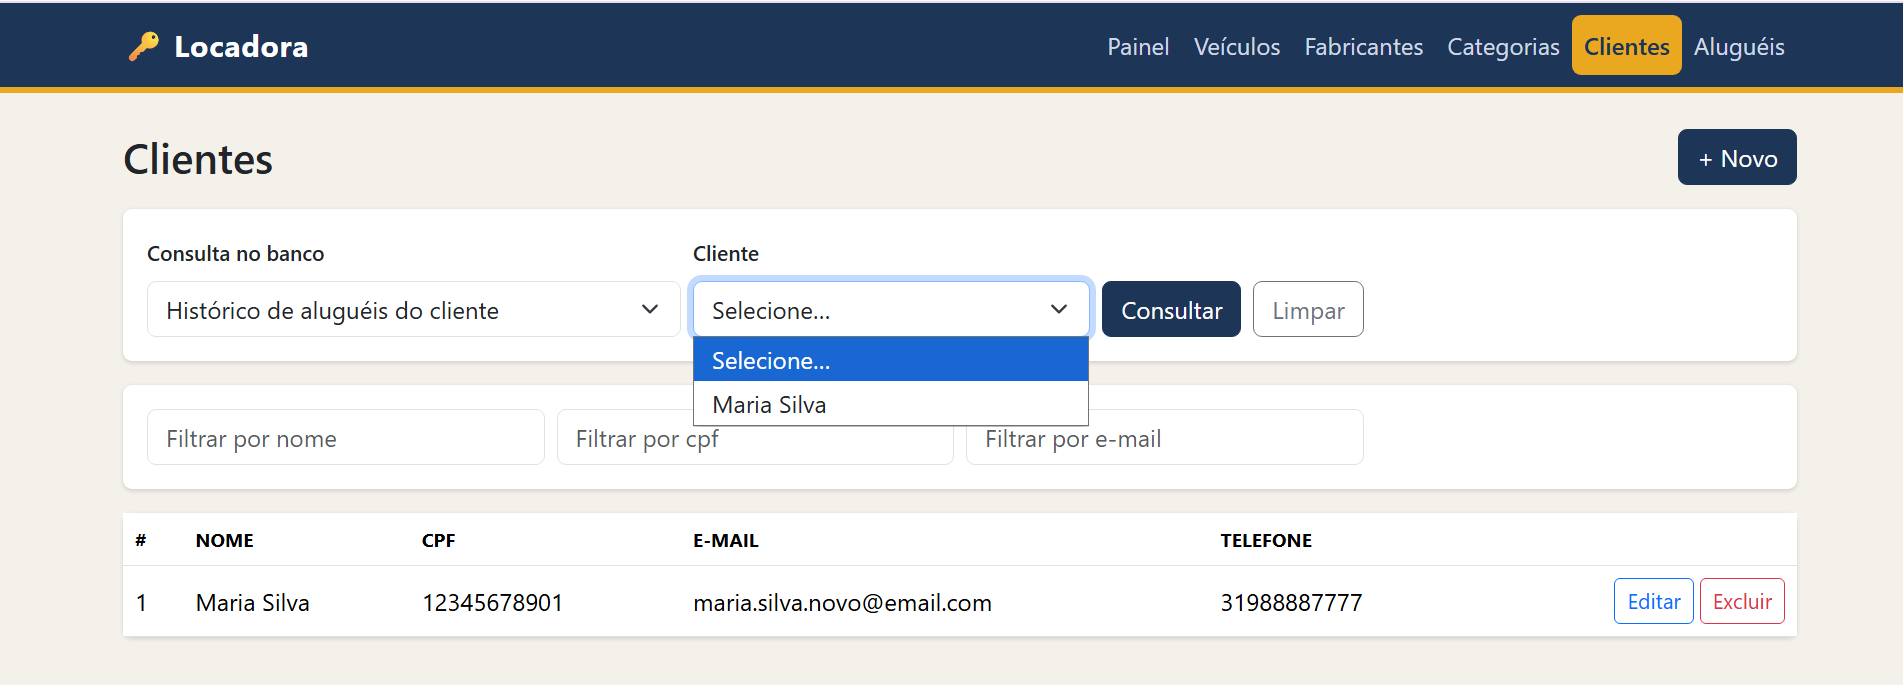 Locadora
Painel Veículos Fabricantes Categorias Clientes Aluguéis
Clientes
+ Novo
Consulta no banco
Cliente
Histórico de aluguéis do cliente
Selecione...
Consultar
Limpar
Selecione...
Maria Silva
Filtrar por nome
Filtrar por cpf
Filtrar por e-mail
# NOME CPF E-MAIL TELEFONE
1 Maria Silva 12345678901 maria.silva.novo@email.com 31988887777 Editar Excluir